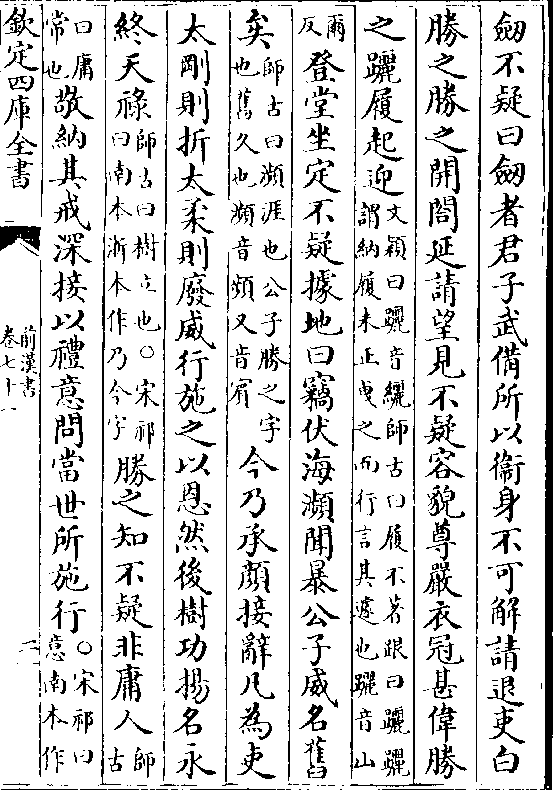 劒不疑曰劒者君子武備所以衞身不可解請退吏白
勝之勝之開閤延請望見不疑容貌尊嚴衣冠甚偉勝
之躧履起迎文穎曰躧音纚師古曰履不著跟曰躧躧謂納履未正曳之而行言其遽也躧音山
爾反登堂坐定不疑據地曰竊伏海瀕聞暴公子威名舊
矣師古曰瀕涯也公子勝之字也舊久也瀕音頻又音賓今乃承顔接辭凡為吏
太剛則折太柔則廢威行施之以恩然後樹功揚名永
終天祿師古曰樹立也○宋祁曰南本浙本作乃今字勝之知不疑非庸人師古
曰庸常也敬納其戒深接以禮意問當世所施行○宋祁曰意南本作
欽定四庫全書
前漢書
卷七十一
二